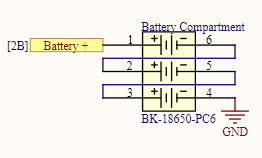 Battery Compartment
[2B] Battery + 1 + - 6
2 + - 5
3 + - 4
BK-18650-PC6
GND